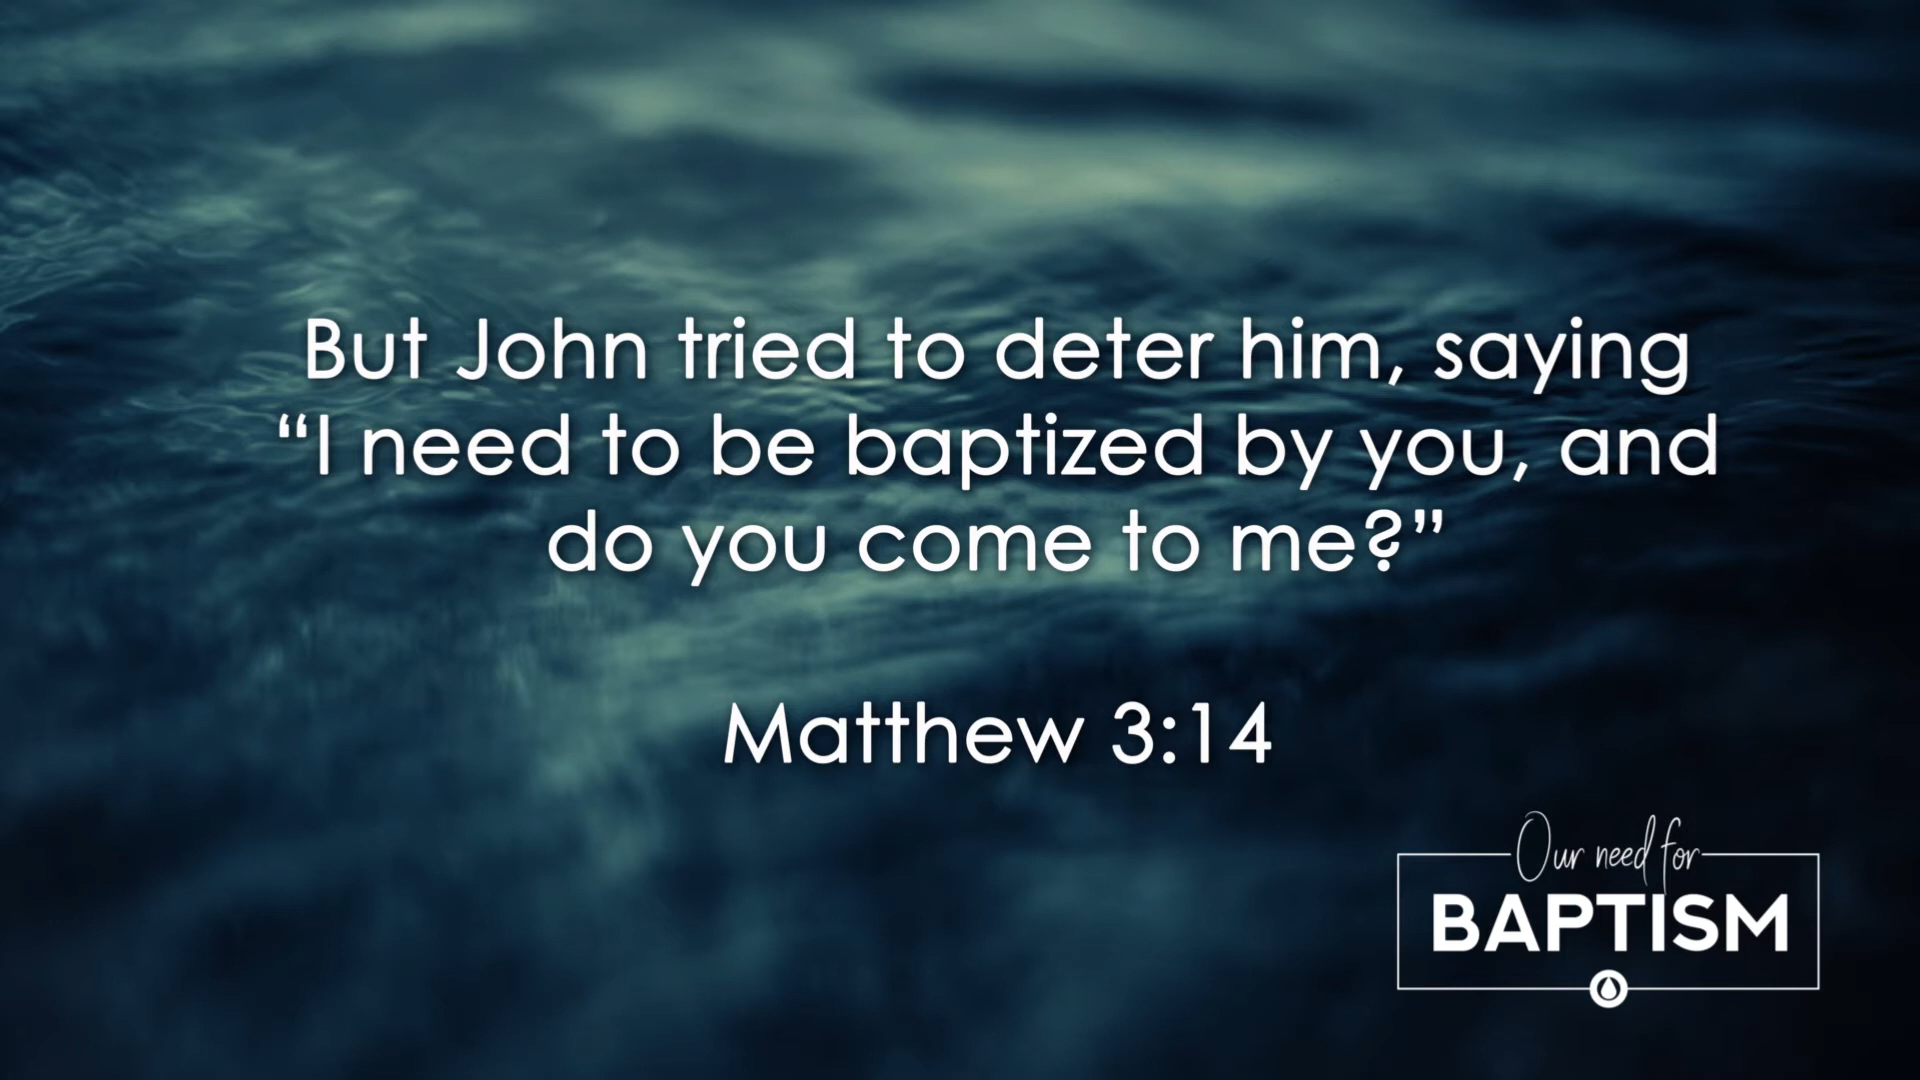 But John tried to deter him, saying
“I need to be baptized by you, and
do you come to me?”
Matthew 3:14
Our need for
BAPTISM